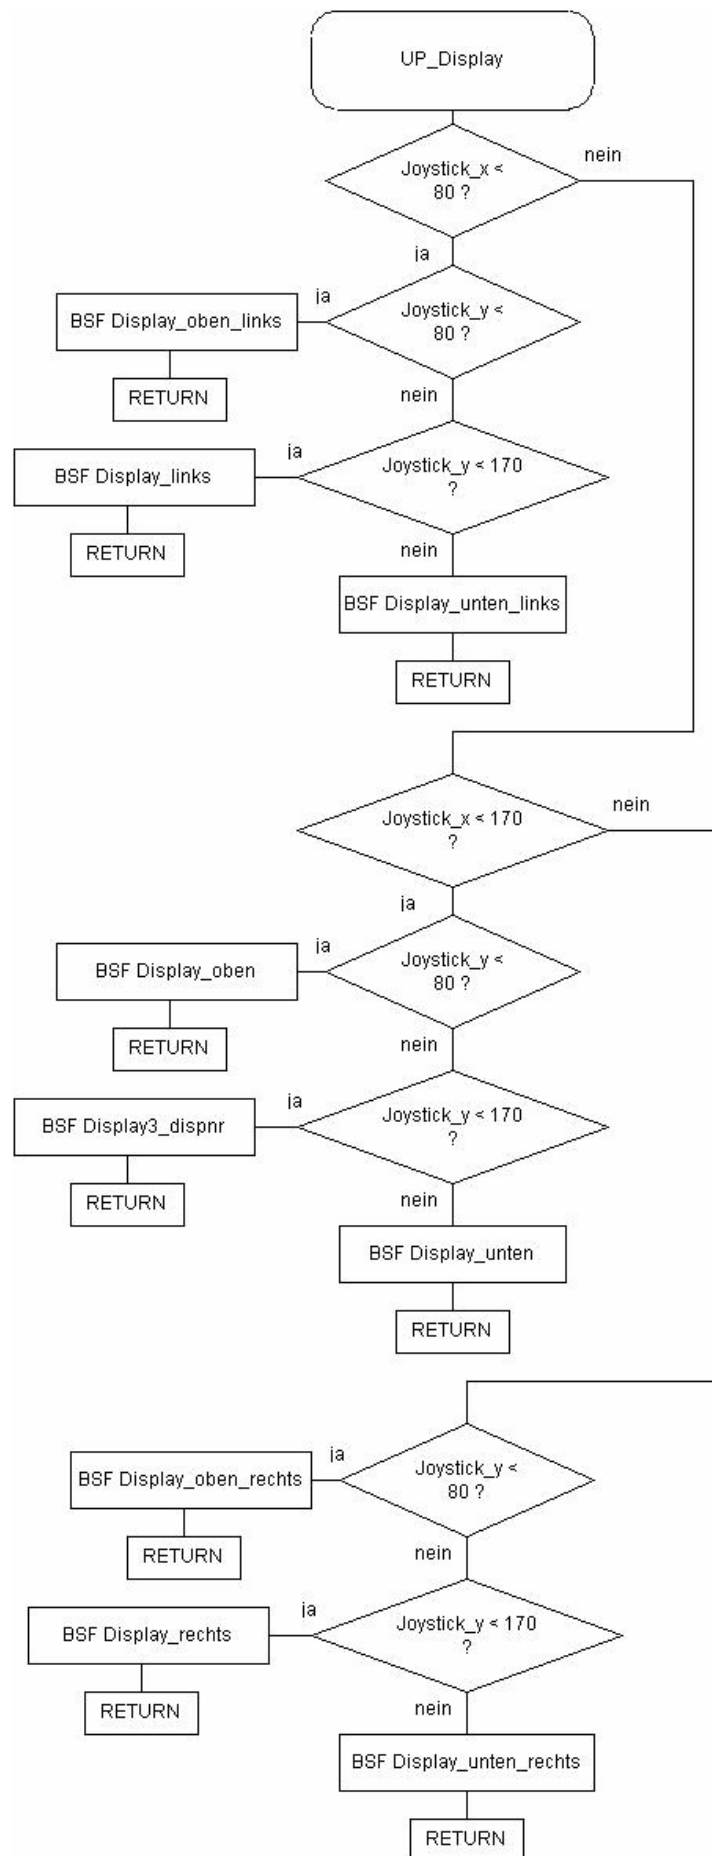 UP_Display
nein
Joystick_x <
80 ?
ja
ja
Joystick_y <
80 ?
BSF Display_oben_links
RETURN
nein
ja
Joystick_y < 170
?
BSF Display_links
RETURN
nein
BSF Display_unten_links
RETURN
nein
Joystick_x < 170
?
ja
ja
Joystick_y <
80 ?
BSF Display_oben
RETURN
nein
ja
Joystick_y < 170
?
BSF Display3_dispnr
RETURN
nein
BSF Display_unten
RETURN
ja
Joystick_y <
80 ?
BSF Display_oben_rechts
RETURN
nein
ja
Joystick_y < 170
?
BSF Display_rechts
RETURN
nein
BSF Display_unten_rechts
RETURN